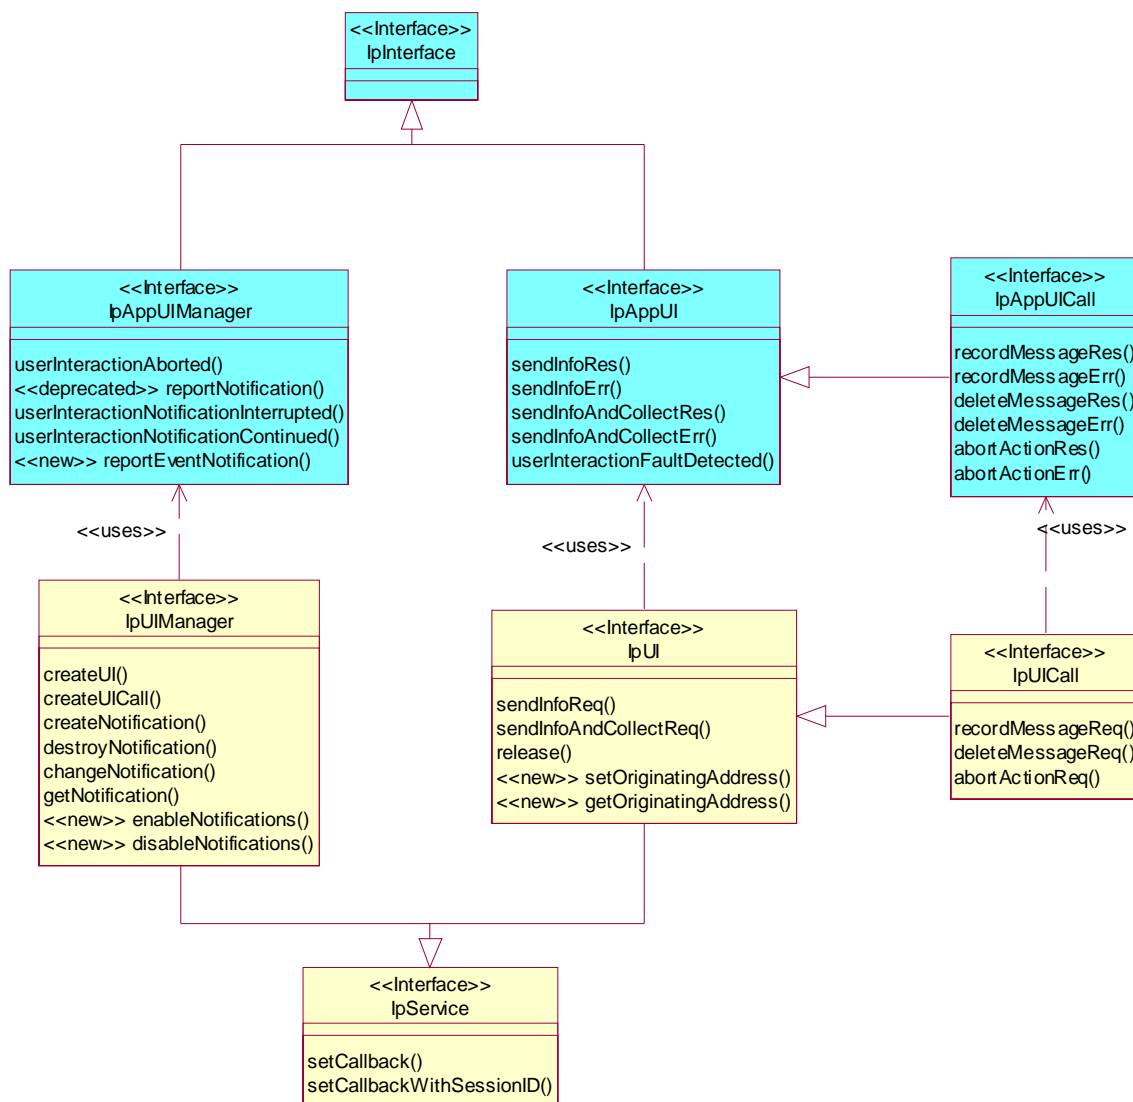 <<Interface>>
IpInterface
<<Interface>>
IpAppUIManager
userInteractionAborted()
<<deprecated>> reportNotification()
userInteractionNotificationInterrupted()
userInteractionNotificationContinued()
<<new>> reportEventNotification()
<<Interface>>
IpAppUI
sendInfoRes()
sendInfoErr()
sendInfoAndCollectRes()
sendInfoAndCollectErr()
userInteractionFaultDetected()
<<Interface>>
IpAppUICall
recordMessageRes()
recordMessageErr()
deleteMessageRes()
deleteMessageErr()
abortActionRes()
abortActionErr()
<<uses>>
<<uses>>
<<uses>>
<<Interface>>
IpUIManager
createUI()
createUICall()
createNotification()
destroyNotification()
changeNotification()
getNotification()
<<new>> enableNotifications()
<<new>> disableNotifications()
<<Interface>>
IpUI
sendInfoReq()
sendInfoAndCollectReq()
release()
<<new>> setOriginatingAddress()
<<new>> getOriginatingAddress()
<<Interface>>
IpUICall
recordMessageReq()
deleteMessageReq()
abortActionReq()
<<Interface>>
IpService
setCallback()
setCallbackWithSessionID()